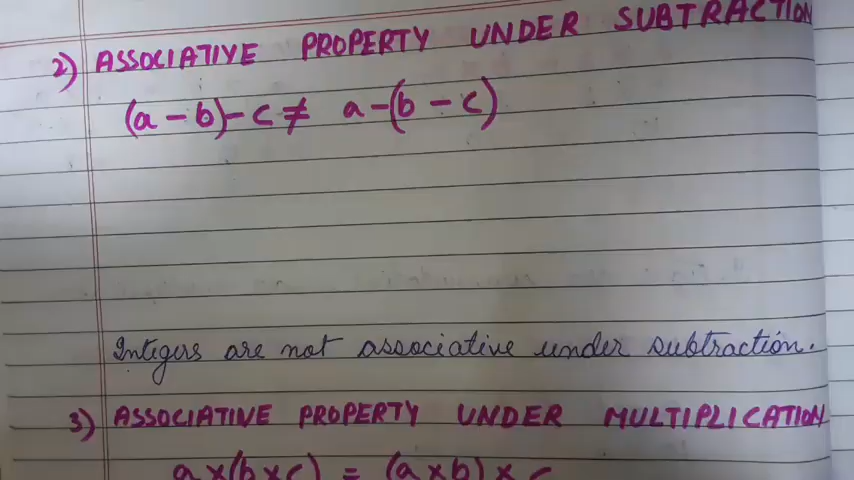 2) ASSOCIATIVE PROPERTY UNDER SUBTRACTION
(a - b) - c ≠ a - (b - c)
Integers are not associative under subtraction.
3) ASSOCIATIVE PROPERTY UNDER MULTIPLICATION
a × (b × c) = (a × b) × c